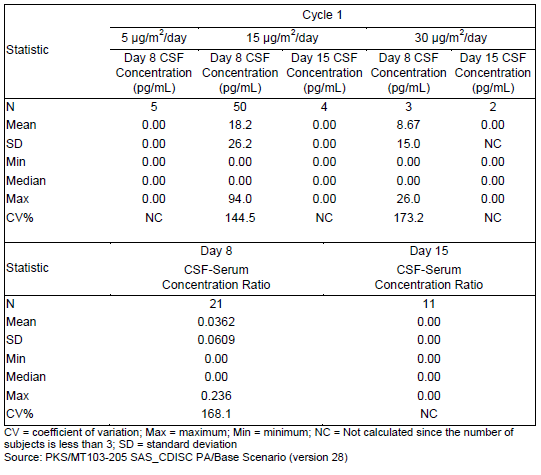 Cycle 1
Statistic
5 µg/m²/day 15 µg/m²/day 30 µg/m²/day
Day 8 CSF Day 8 CSF Day 15 CSF Day 8 CSF Day 15 CSF
Concentration Concentration Concentration Concentration Concentration
(pg/mL) (pg/mL) (pg/mL) (pg/mL) (pg/mL)
N 5 50 4 3 2
Mean 0.00 18.2 0.00 8.67 0.00
SD 0.00 26.2 0.00 15.0 NC
Min 0.00 0.00 0.00 0.00 0.00
Median 0.00 0.00 0.00 0.00 0.00
Max 0.00 94.0 0.00 26.0 0.00
CV% NC 144.5 NC 173.2 NC
Day 8 Day 15
Statistic
CSF-Serum CSF-Serum
Concentration Ratio Concentration Ratio
N 21 11
Mean 0.0362 0.00
SD 0.0609 0.00
Min 0.00 0.00
Median 0.00 0.00
Max 0.236 0.00
CV% 168.1 NC
CV = coefficient of variation; Max = maximum; Min = minimum; NC = Not calculated since the number of
subjects is less than 3; SD = standard deviation
Source: PKS/MT103-205 SAS_CDISC PA/Base Scenario (version 28)